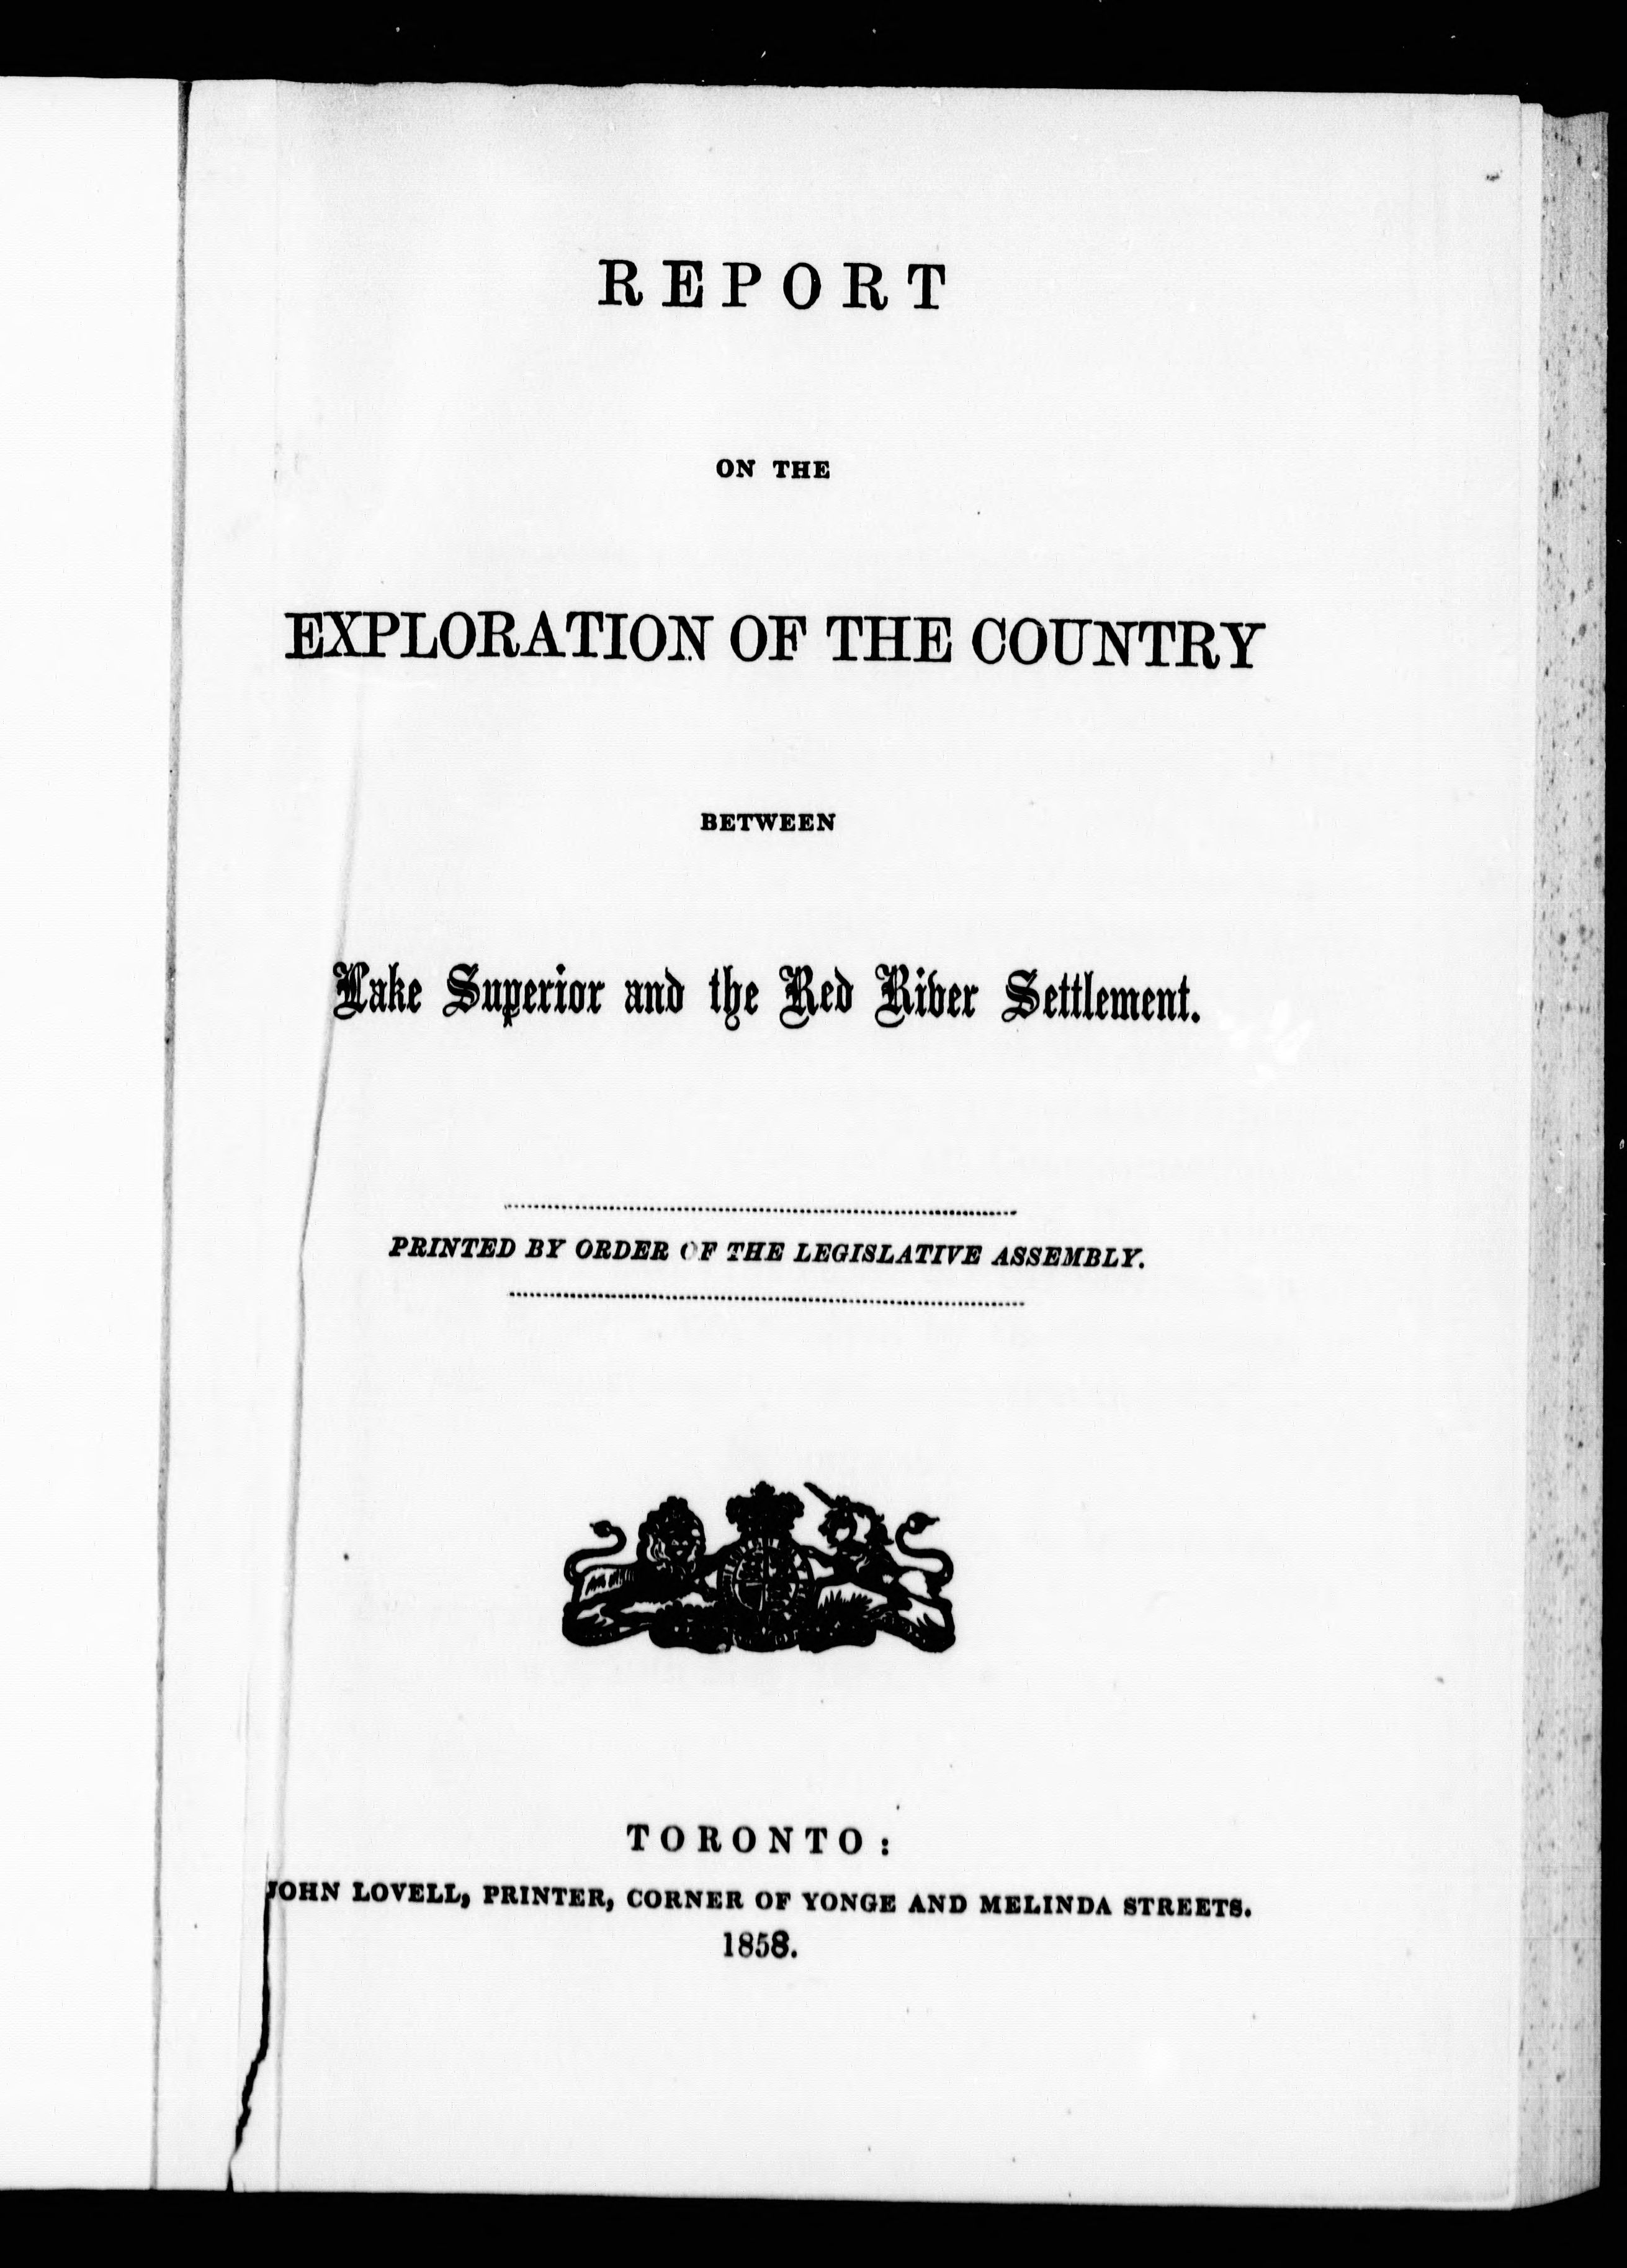 REPORT
ON THE
EXPLORATION OF THE COUNTRY
BETWEEN
Lake Superior and the Red River Settlement.
PRINTED BY ORDER OF THE LEGISLATIVE ASSEMBLY.
TORONTO:
JOHN LOVELL, PRINTER, CORNER OF YONGE AND MELINDA STREETS.
1858.